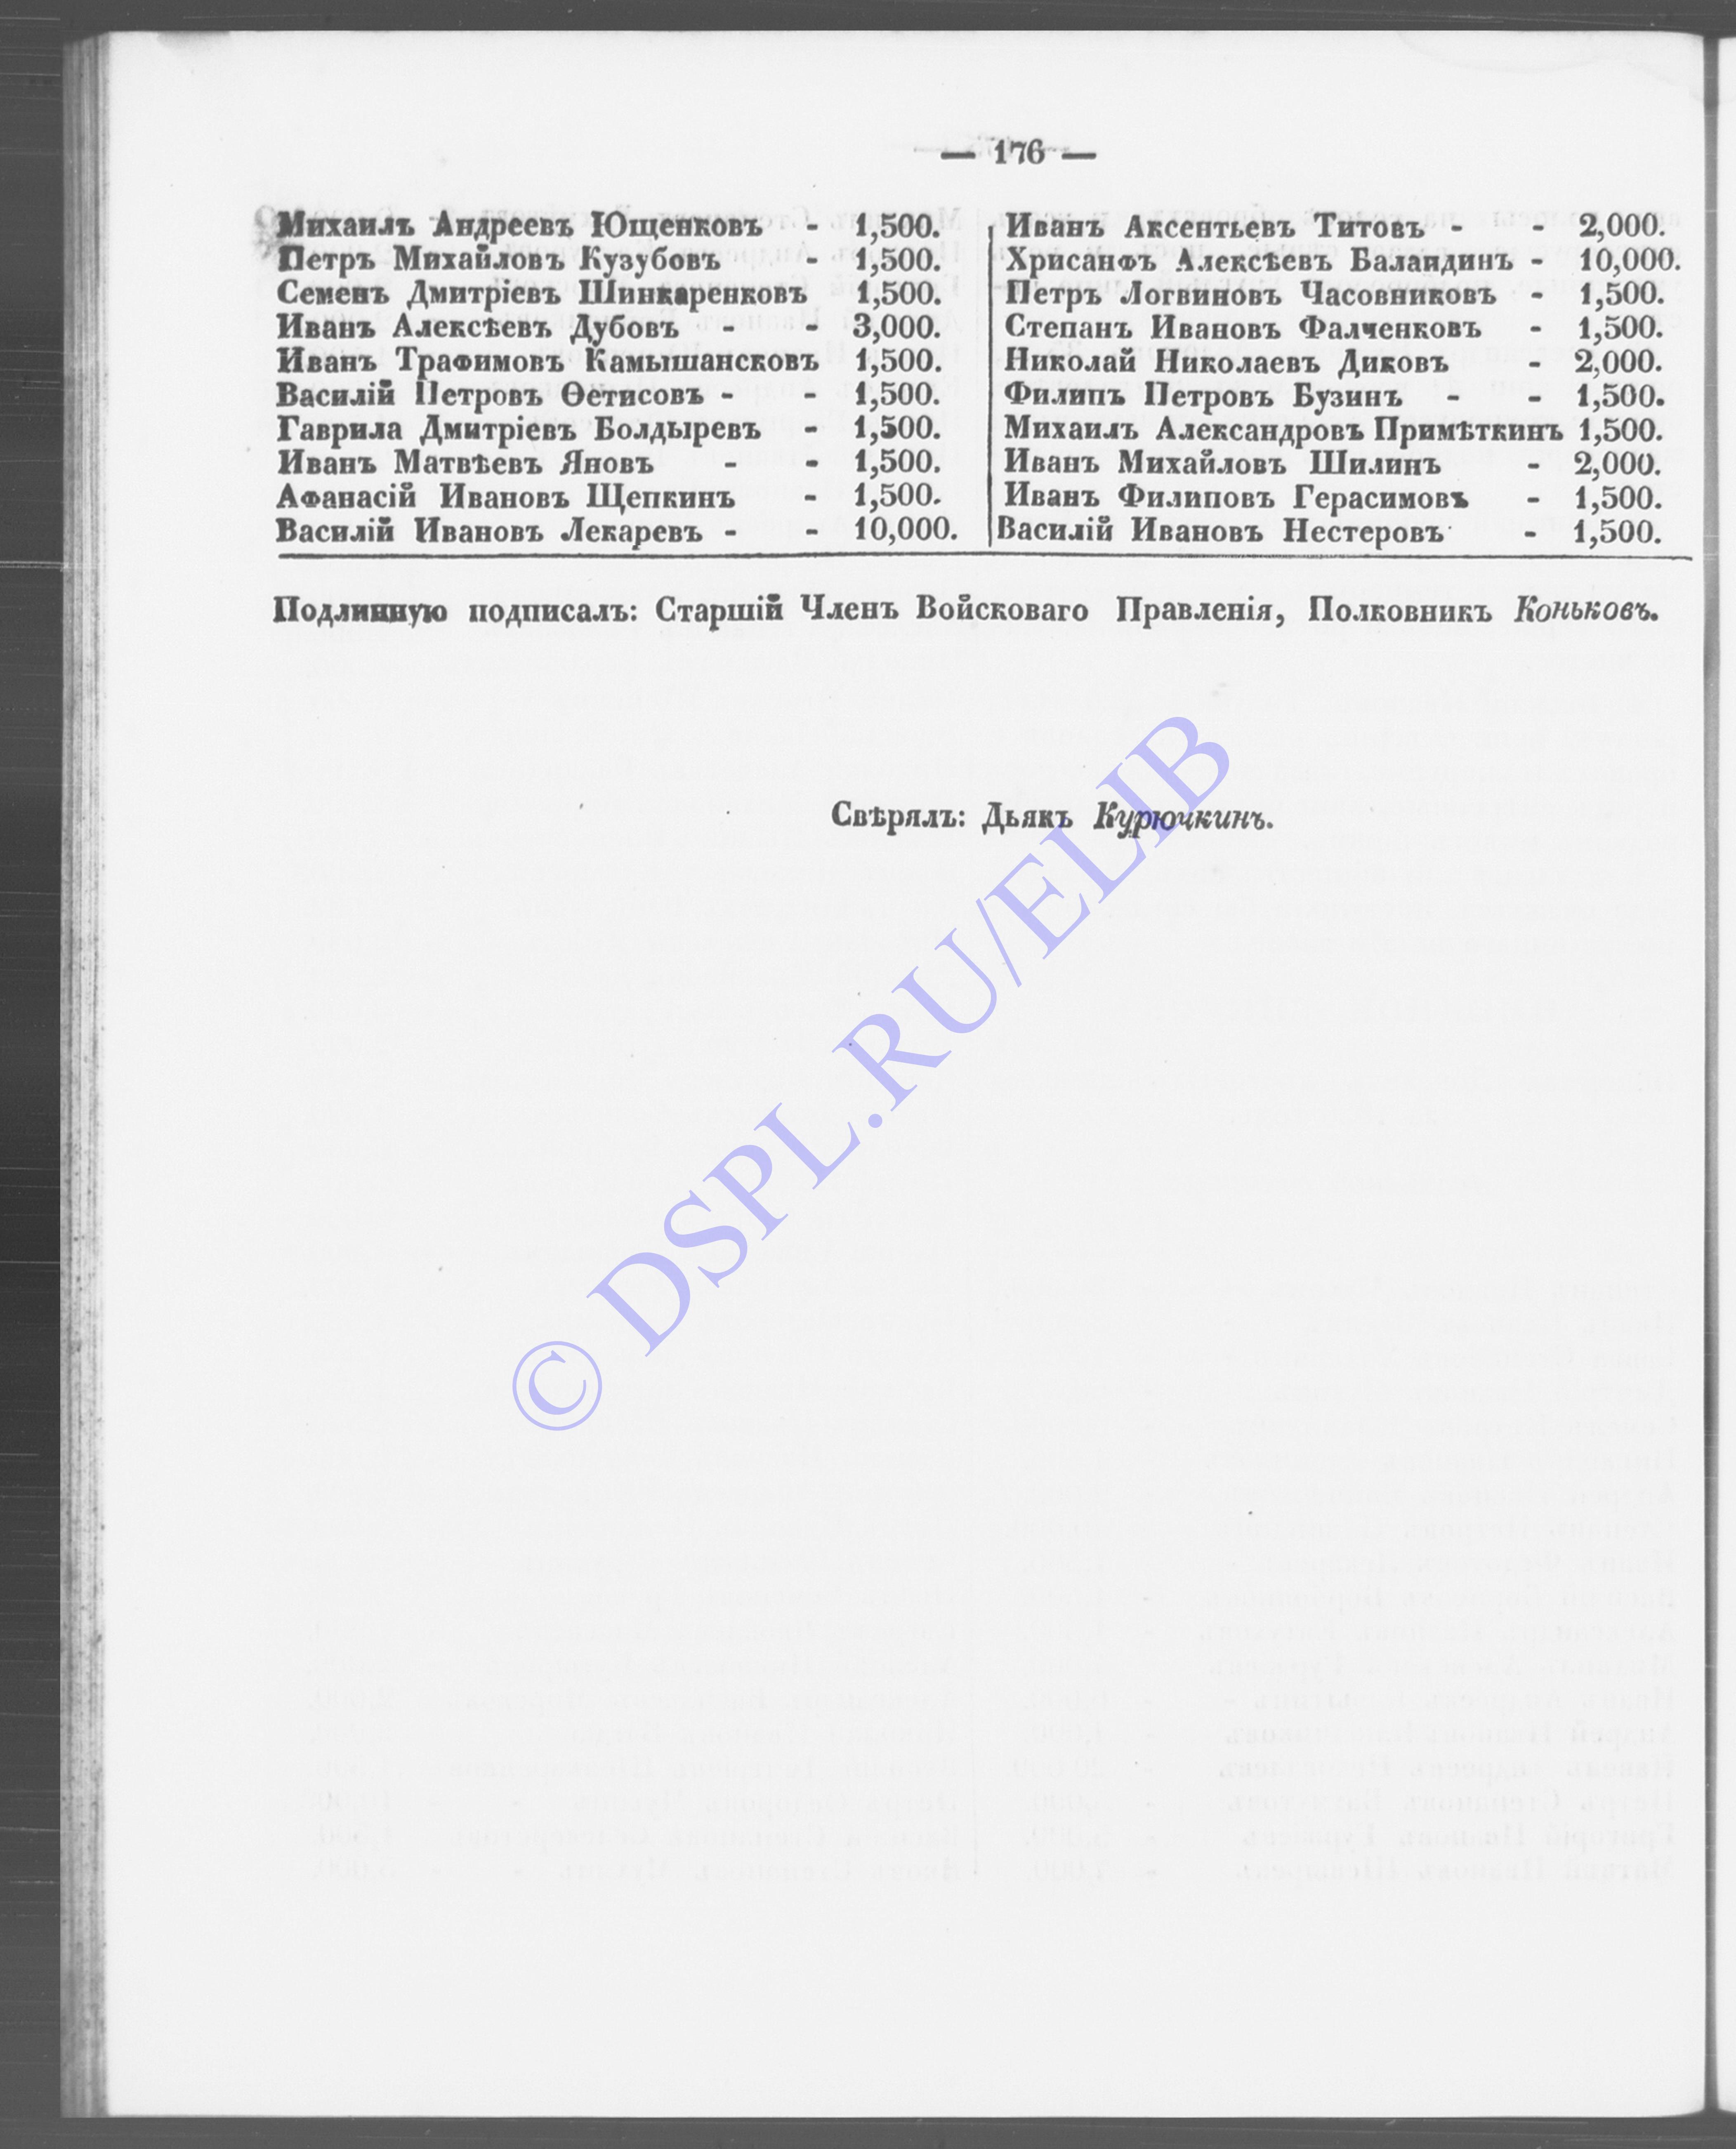 — 176 —
Михаилъ Андреевъ Ющенковъ - 1,500.
Петръ Михайловъ Кузубовъ - 1,500.
Семенъ Дмитріевъ Шинкаренковъ 1,500.
Иванъ Алексѣевъ Дубовъ - - 3,000.
Иванъ Трафимовъ Камышансковъ 1,500.
Василій Петровъ Ѳетисовъ - - 1,500.
Гаврила Дмитріевъ Болдыревъ - 1,500.
Иванъ Матвѣевъ Яновъ - - 1,500.
Афанасій Ивановъ Щепкинъ - 1,500.
Василій Ивановъ Лекаревъ - - 10,000.
Иванъ Аксентьевъ Титовъ - - 2,000.
Хрисанфъ Алексѣевъ Баландинъ - 10,000.
Петръ Логвиновъ Часовниковъ - 1,500.
Степанъ Ивановъ Фалченковъ - 1,500.
Николай Николаевъ Диковъ - 2,000.
Филипъ Петровъ Бузинъ - - 1,500.
Михаилъ Александровъ Примѣткинъ 1,500.
Иванъ Михайловъ Шилинъ - 2,000.
Иванъ Филиповъ Герасимовъ - 1,500.
Василій Ивановъ Нестеровъ - 1,500.
Подлинную подписалъ: Старшій Членъ Войсковаго Правленія, Полковникъ Коньковъ.
Свѣрялъ: Дьякъ Курючкинъ.
© DSPL.RU/ELIB